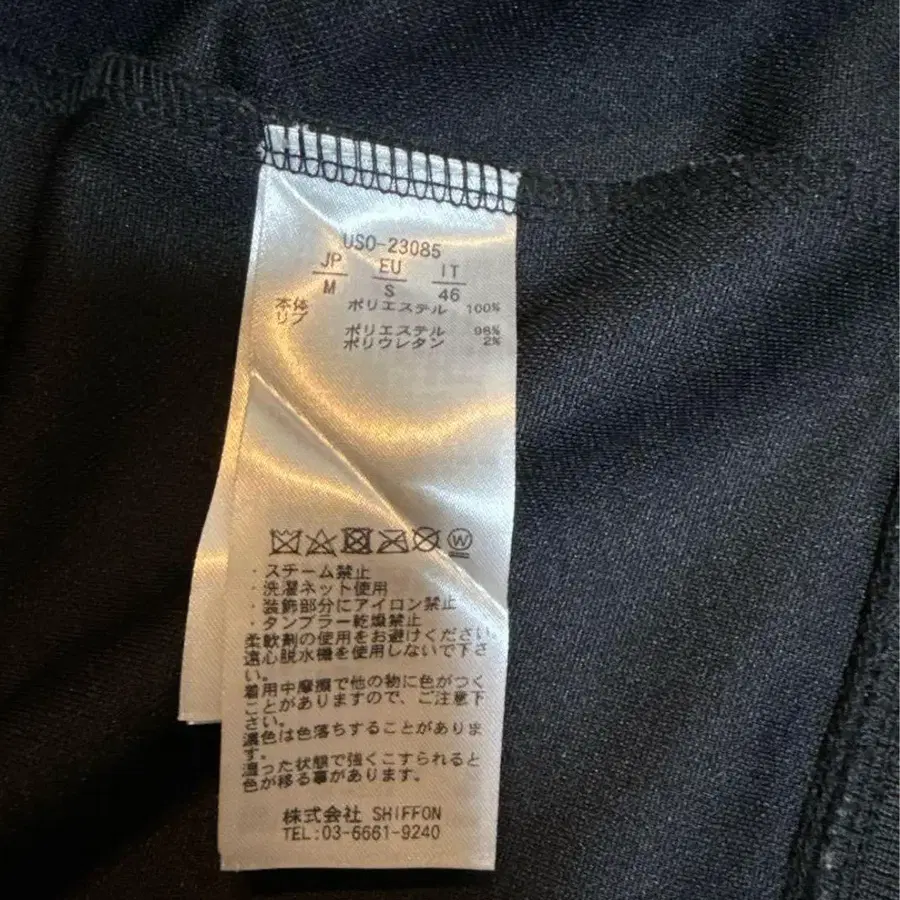 USO-23085
JP EU IT
M S 46
本体 ポリエステル 100%
リブ
ポリエステル 98%
ポリウレタン 2%
W
・スチーム禁止
・洗濯ネット使用
・装飾部分にアイロン禁止
・タンブラー乾燥禁止
柔軟剤の使用をお避けください。
遠心脱水機を使用しないで下さ
い。
着用中摩擦で他の物に色がつく
ことがありますので、ご注意下
さい。
濃色は色落ちすることがありま
す。
湿った状態で強くこすられると
色が移る事があります。
株式会社 SHIFFON
TEL:03-6661-9240